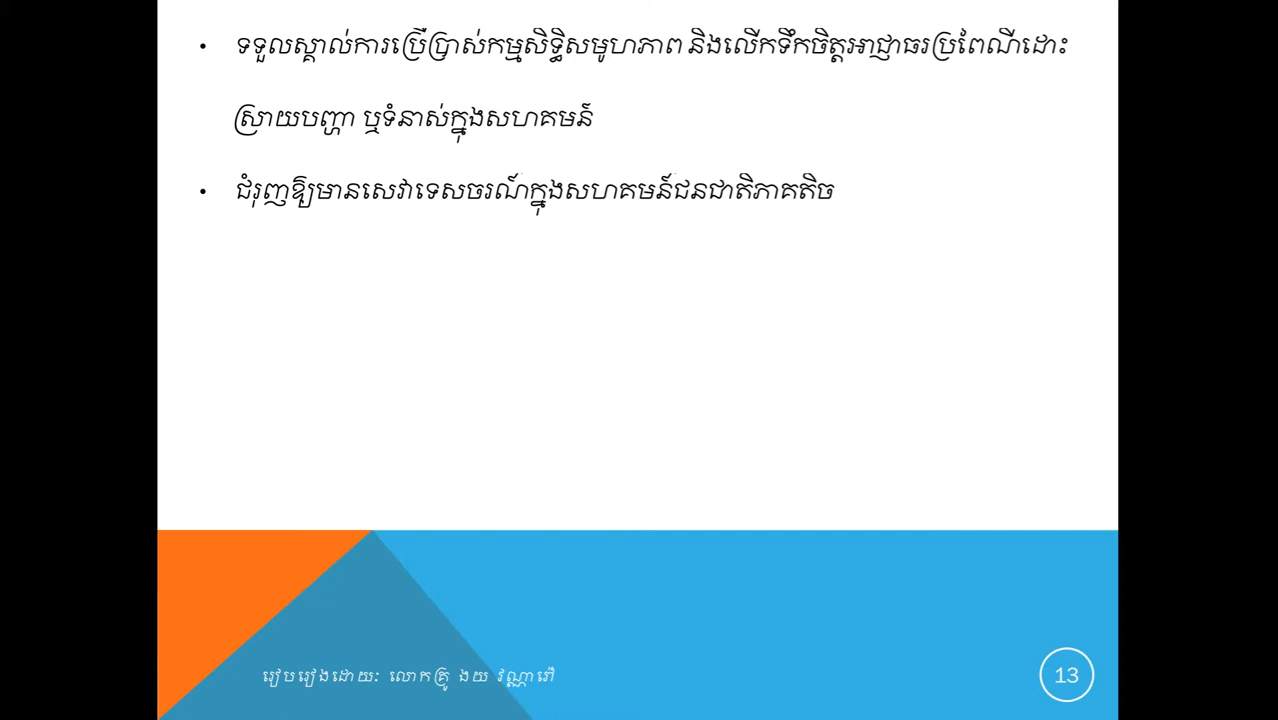 • ទទួលស្គាល់ការប្រើប្រាស់កម្មសិទ្ធិសមូហភាព និងលើកទឹកចិត្តអាជ្ញាធរប្រពៃណីដោះ
ស្រាយបញ្ហា ឬទំនាស់ក្នុងសហគមន៍
• ជំរុញឱ្យមានសេវាទេសចរណ៍ក្នុងសហគមន៍ជនជាតិភាគតិច
រៀបរៀងដោយ: លោកគ្រូ ងយ វណ្ណារ៉ៅ
13